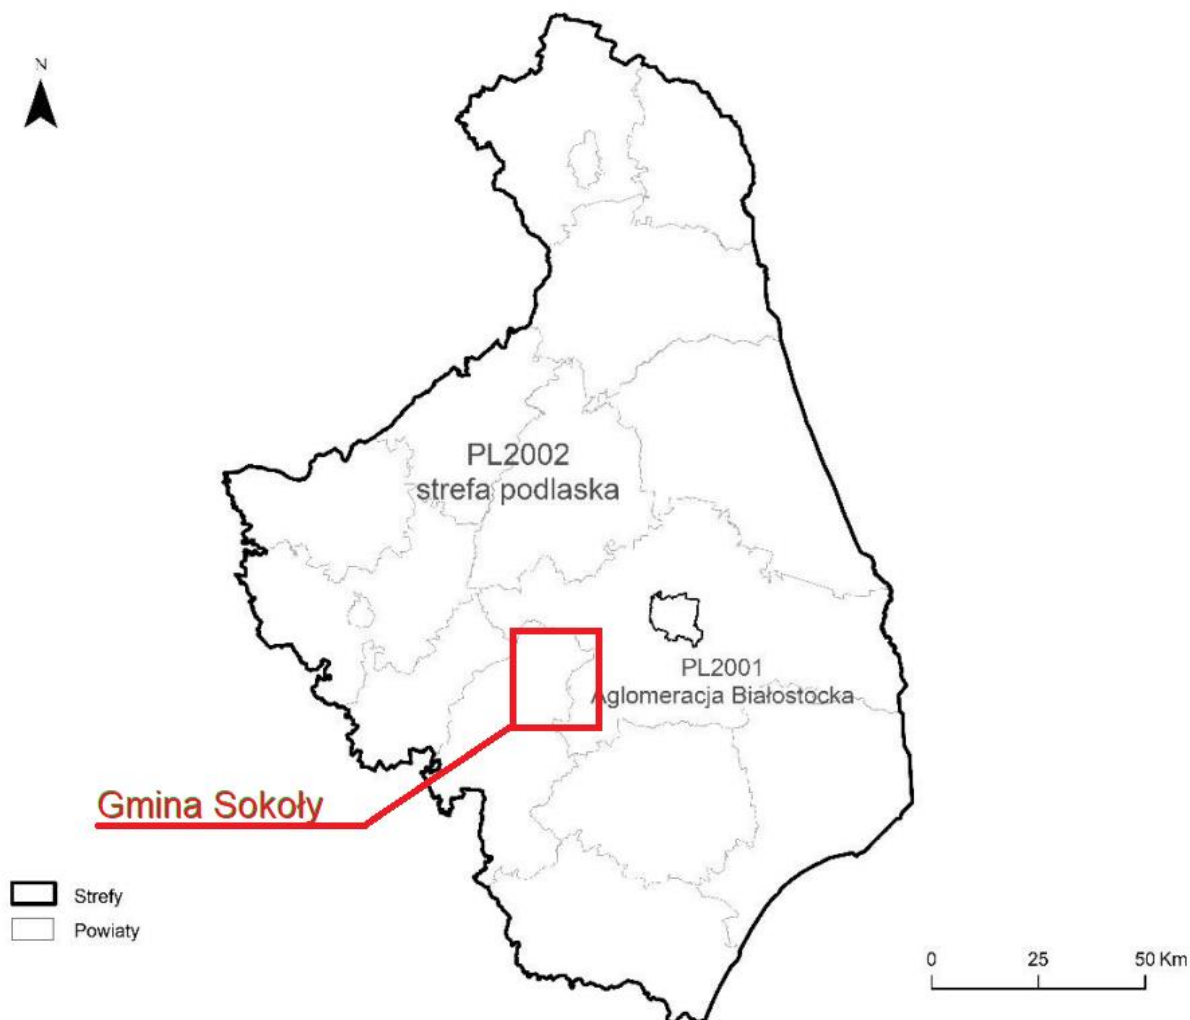 N
PL2002
strefa podlaska
PL2001
Aglomeracja Białostocka
Gmina Sokoły
Strefy
Powiaty
0 25 50 Km